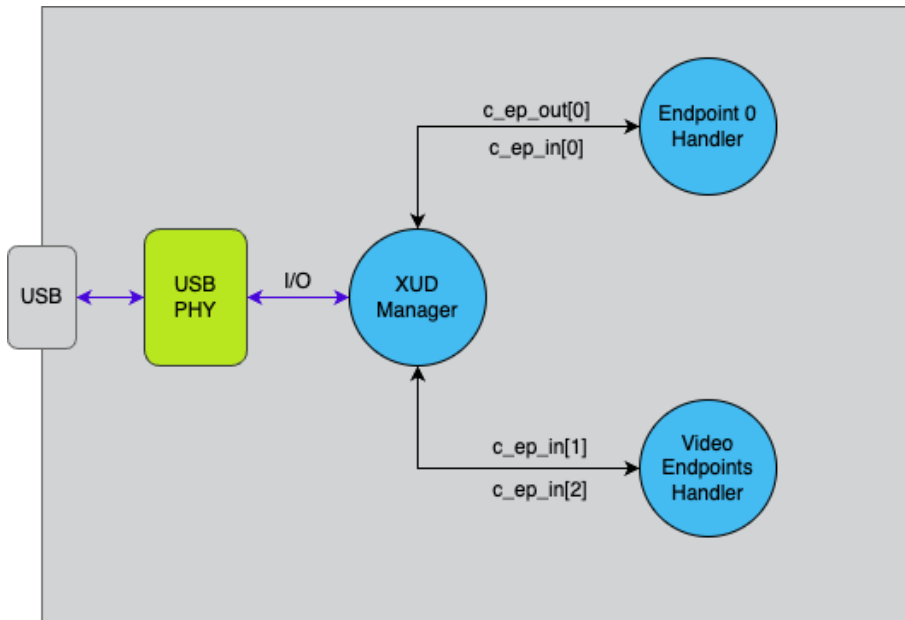 c_ep_out[0]
c_ep_in[0]
Endpoint 0
Handler
USB
USB
PHY
I/O
XUD
Manager
c_ep_in[1]
c_ep_in[2]
Video
Endpoints
Handler